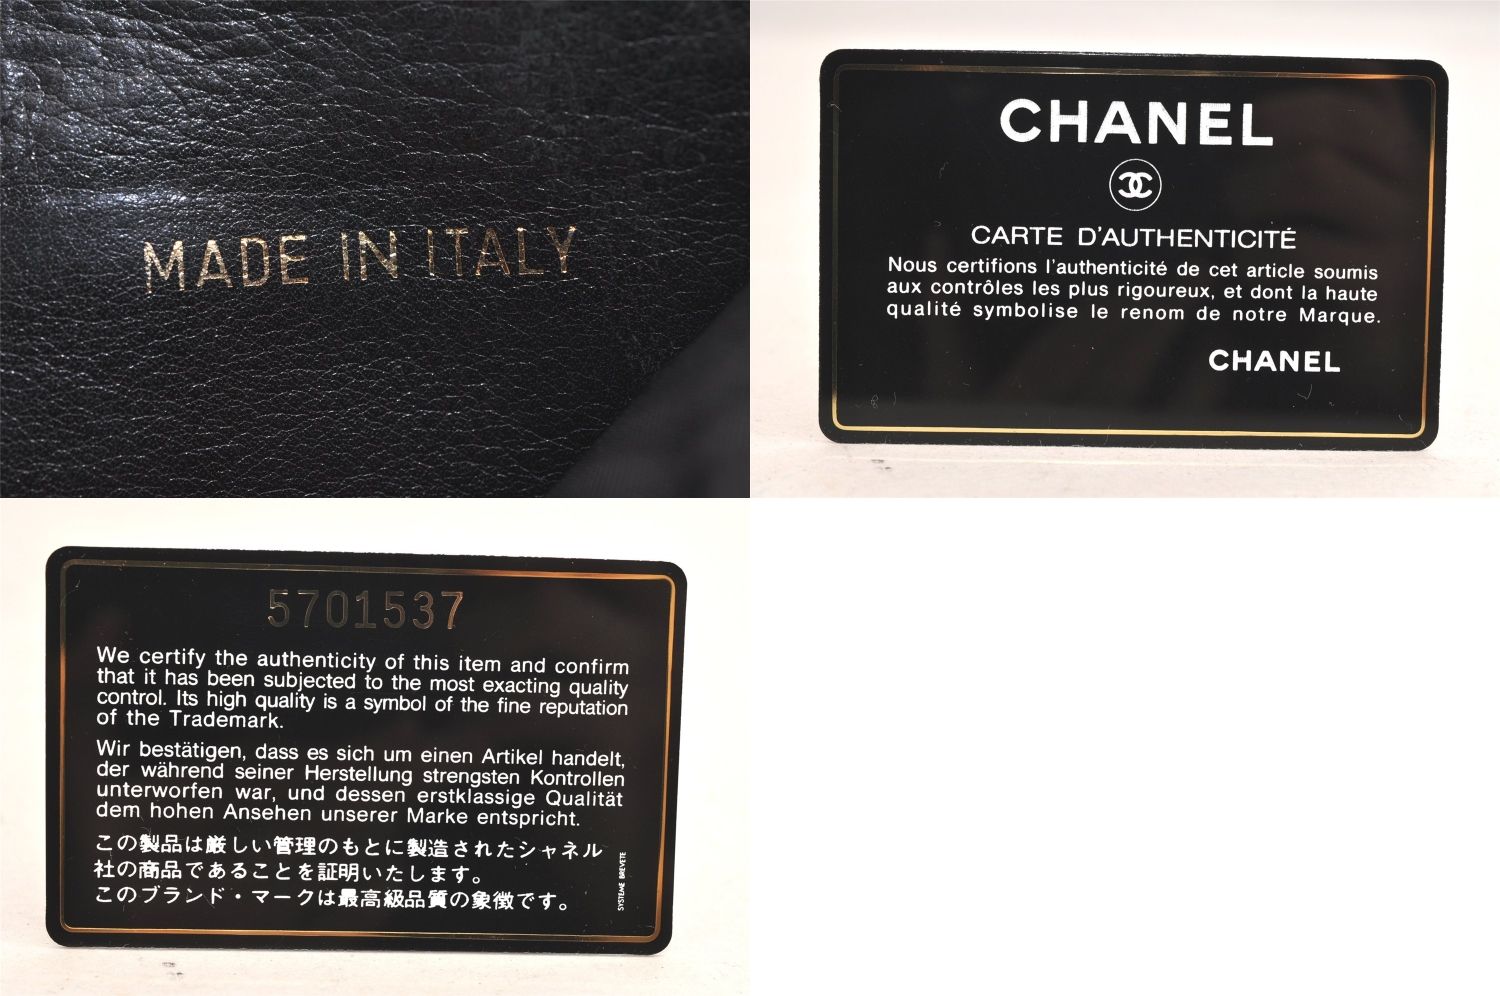 MADE IN ITALY
CHANEL
CARTE D'AUTHENTICITÉ
Nous certifions l'authenticité de cet article soumis
aux contrôles les plus rigoureux, et dont la haute
qualité symbolise le renom de notre Marque.
CHANEL
5701537
We certify the authenticity of this item and confirm
that it has been subjected to the most exacting quality
control. Its high quality is a symbol of the fine reputation
of the Trademark.
Wir bestätigen, dass es sich um einen Artikel handelt,
der während seiner Herstellung strengsten Kontrollen
unterworfen war, und dessen erstklassige Qualität
dem hohen Ansehen unserer Marke entspricht.
この製品は厳しい管理のもとに製造されたシャネル
社の商品であることを証明いたします。
このブランド・マークは最高級品質の象徴です。
SYSTEME BREVETE